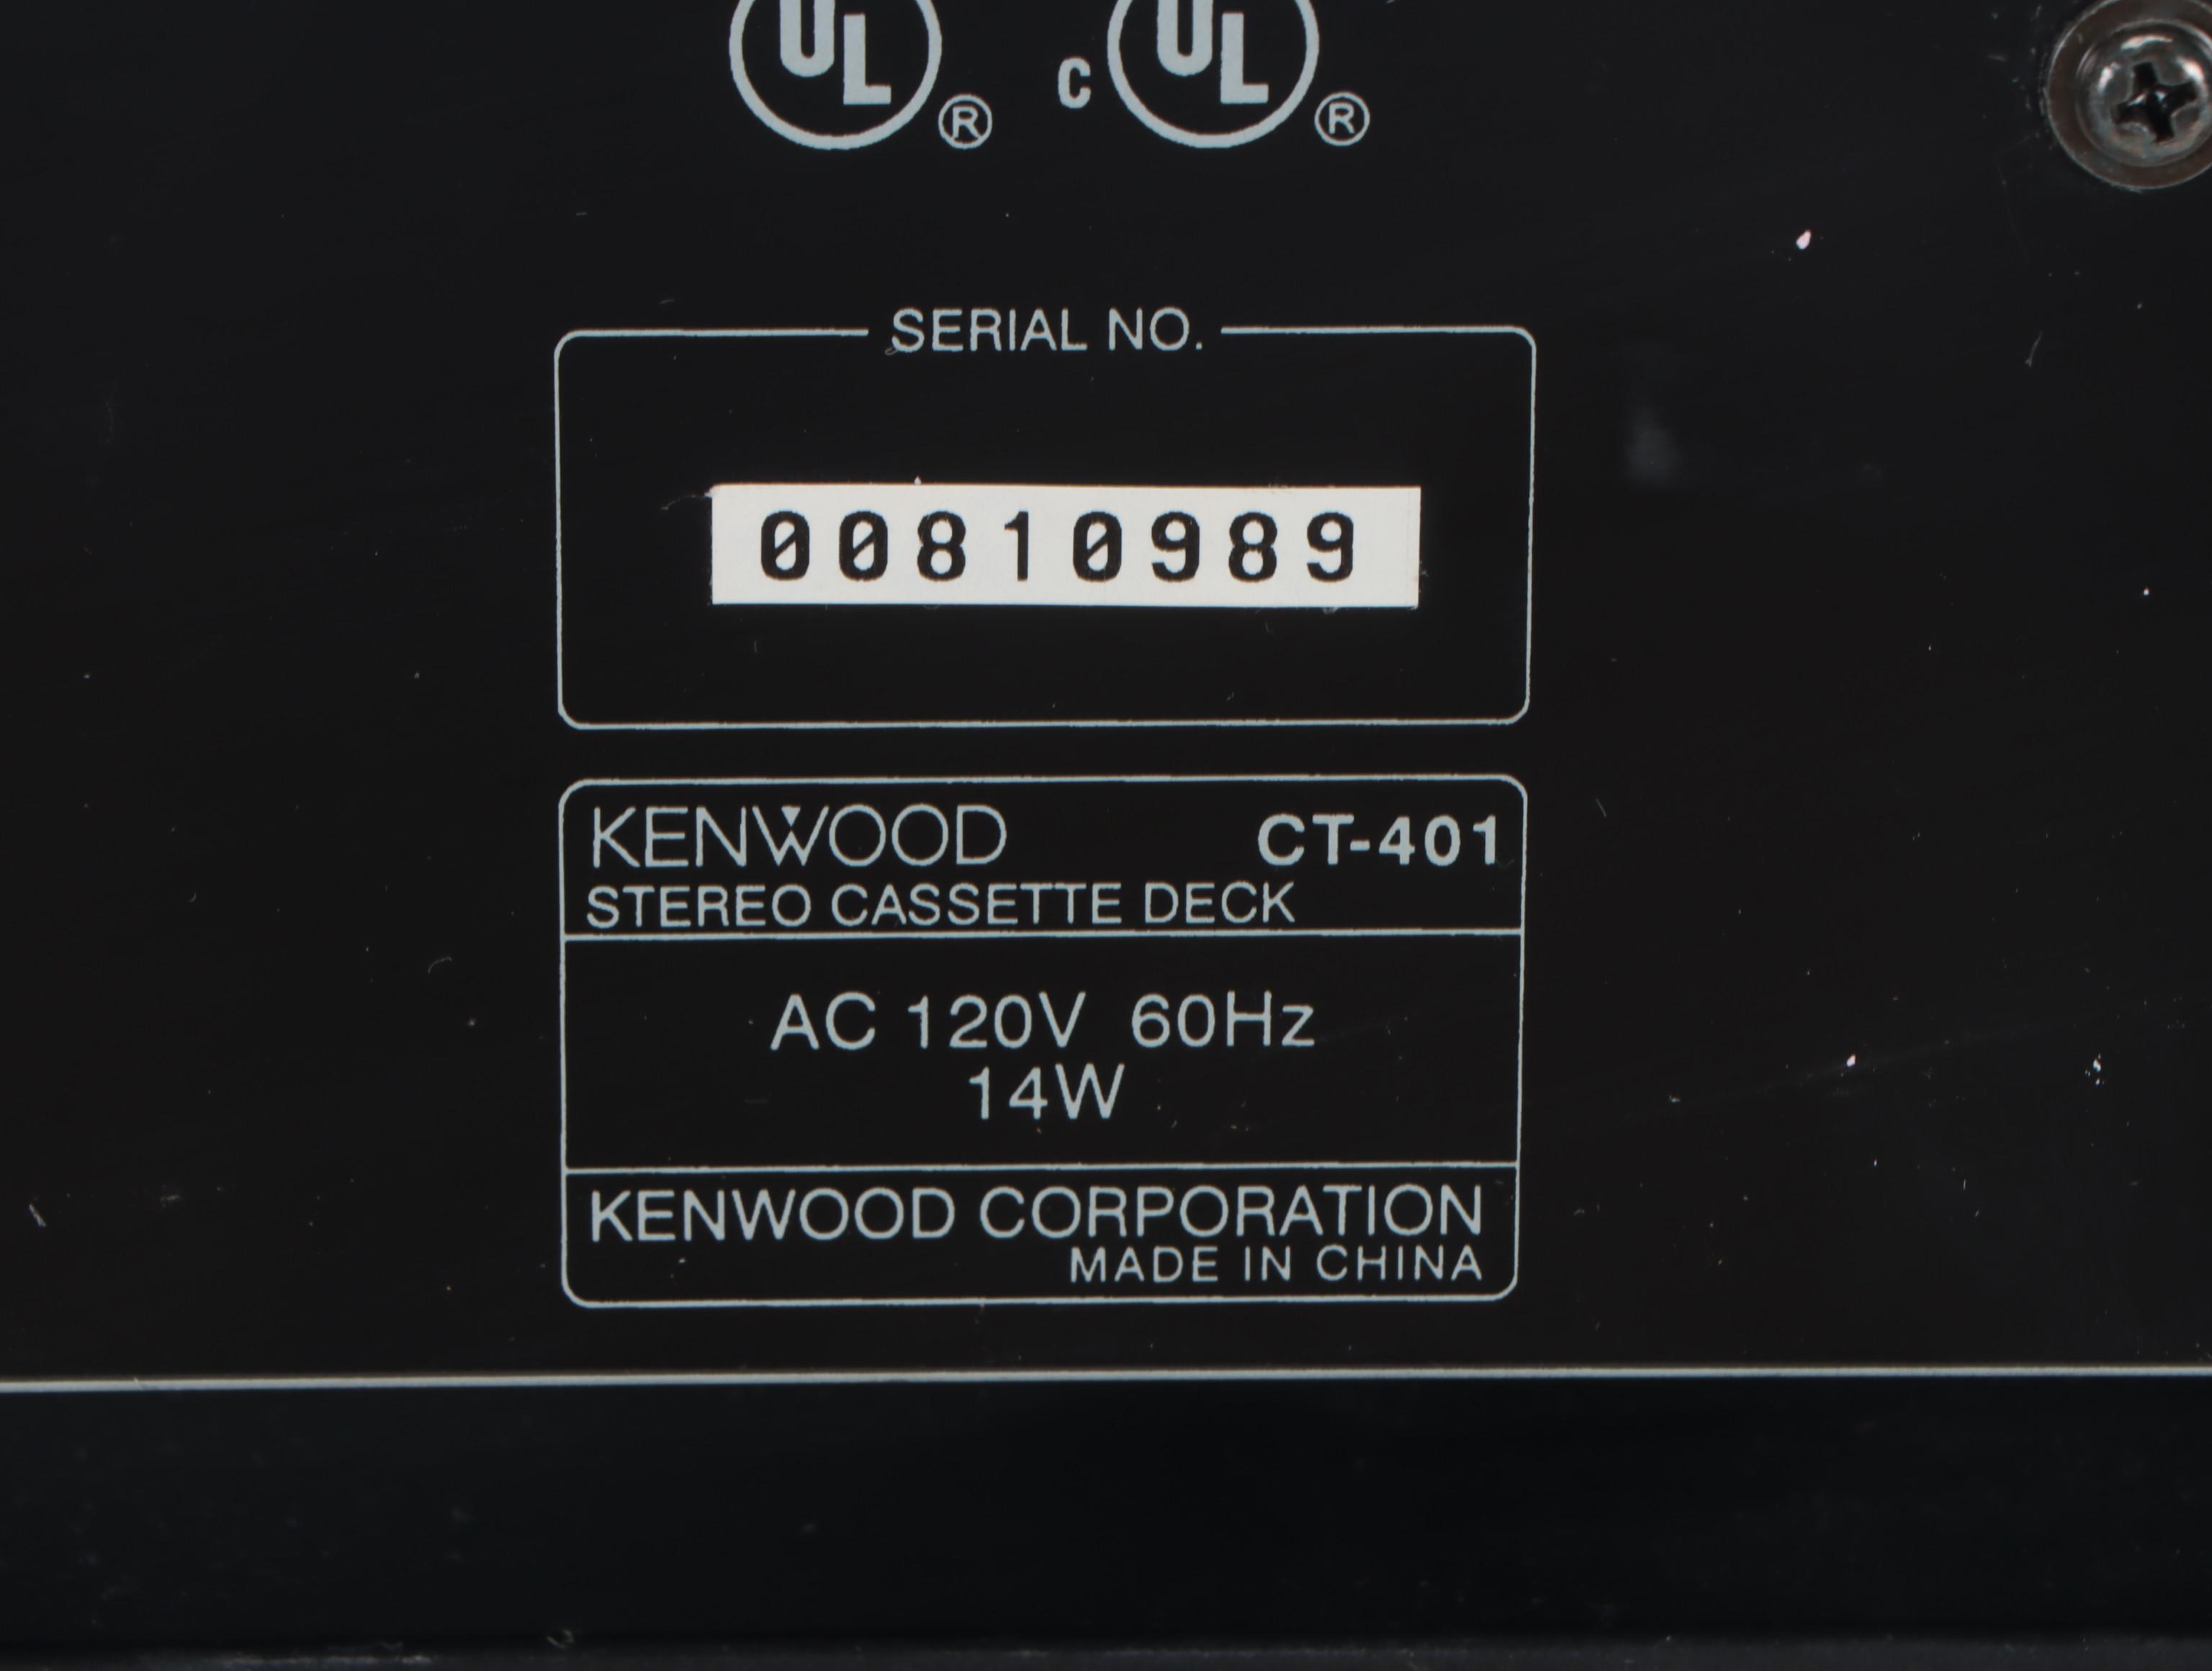 UL® C UL®
SERIAL NO.
00810989
KENWOOD CT-401
STEREO CASSETTE DECK
AC 120V 60Hz
14W
KENWOOD CORPORATION
MADE IN CHINA